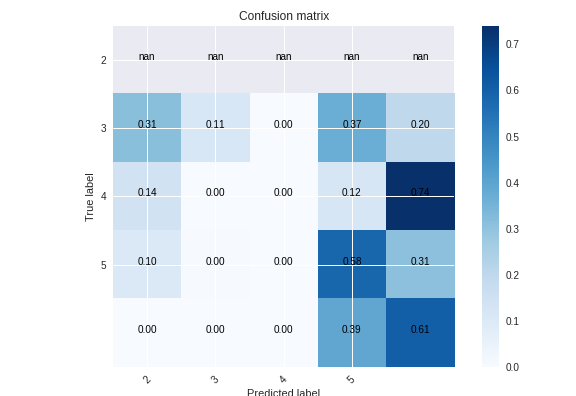 Confusion matrix
2 nan nan nan nan nan
3 0.31 0.11 0.00 0.37 0.20
4 0.14 0.00 0.00 0.12 0.74
5 0.10 0.00 0.00 0.58 0.31
0.00 0.00 0.00 0.39 0.61
2 3 4 5
True label
Predicted label
0.7
0.6
0.5
0.4
0.3
0.2
0.1
0.0